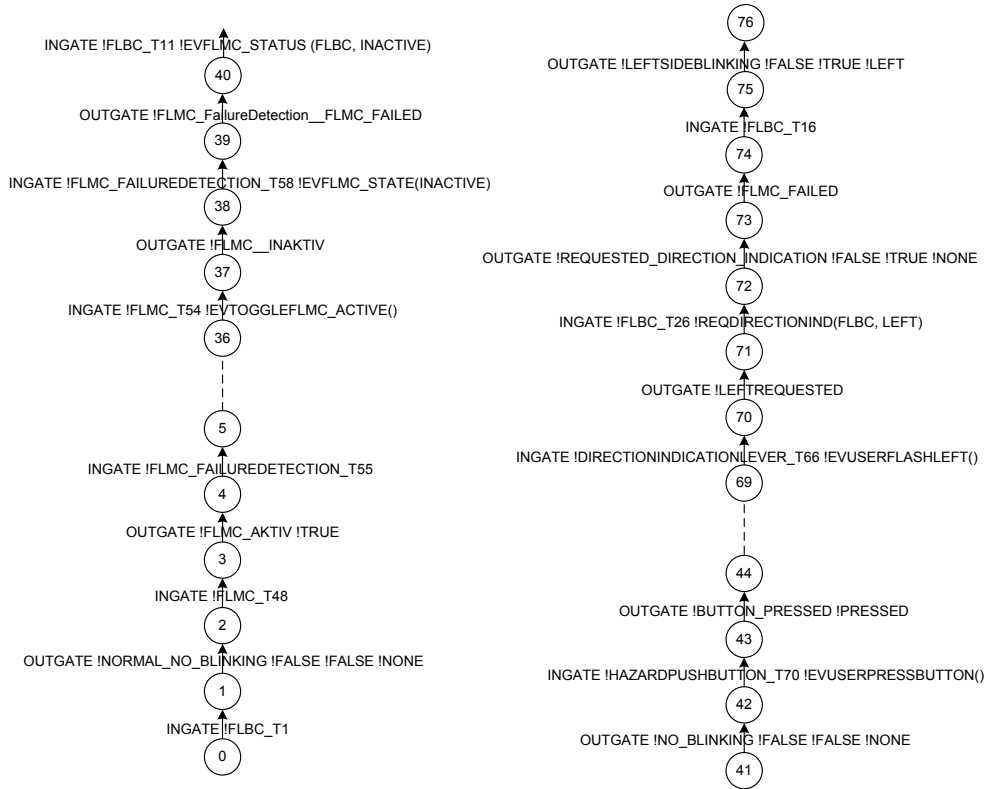 INGATE !FLBC_T11 !EVFLMC_STATUS (FLBC, INACTIVE)
40
OUTGATE !FLMC_FailureDetection__FLMC_FAILED
39
INGATE !FLMC_FAILUREDETECTION_T58 !EVFLMC_STATE(INACTIVE)
38
OUTGATE !FLMC__INAKTIV
37
INGATE !FLMC_T54 !EVTOGGLEFLMC_ACTIVE()
36
5
INGATE !FLMC_FAILUREDETECTION_T55
4
OUTGATE !FLMC_AKTIV !TRUE
3
INGATE !FLMC_T48
2
OUTGATE !NORMAL_NO_BLINKING !FALSE !FALSE !NONE
1
INGATE !FLBC_T1
0
76
OUTGATE !LEFTSIDEBLINKING !FALSE !TRUE !LEFT
75
INGATE !FLBC_T16
74
OUTGATE !FLMC_FAILED
73
OUTGATE !REQUESTED_DIRECTION_INDICATION !FALSE !TRUE !NONE
72
INGATE !FLBC_T26 !REQDIRECTIONIND(FLBC, LEFT)
71
OUTGATE !LEFTREQUESTED
70
INGATE !DIRECTIONINDICATIONLEVER_T66 !EVUSERFLASHLEFT()
69
44
OUTGATE !BUTTON_PRESSED !PRESSED
43
INGATE !HAZARDPUSHBUTTON_T70 !EVUSERPRESSBUTTON()
42
OUTGATE !NO_BLINKING !FALSE !FALSE !NONE
41